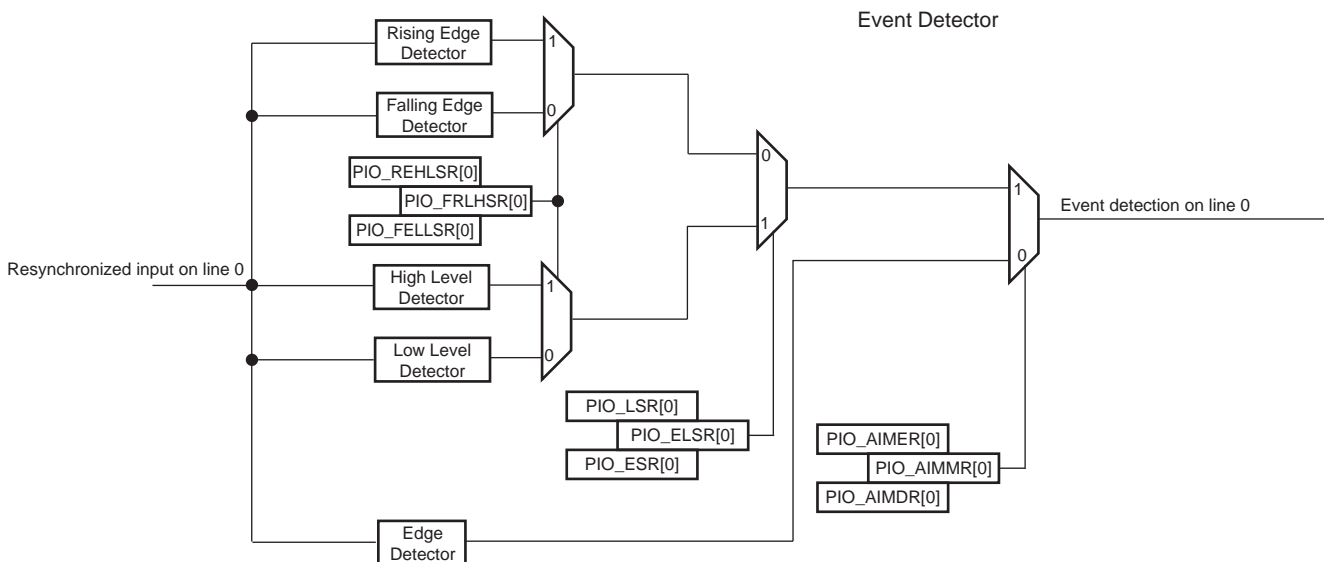 Event Detector
Rising Edge
Detector
1
Falling Edge
Detector
0
PIO_REHLSR[0]
PIO_FRLHSR[0]
PIO_FELLSR[0]
0
1
1
0
Event detection on line 0
Resynchronized input on line 0
High Level
Detector
1
Low Level
Detector
0
PIO_LSR[0]
PIO_ELSR[0]
PIO_ESR[0]
PIO_AIMER[0]
PIO_AIMMR[0]
PIO_AIMDR[0]
Edge
Detector